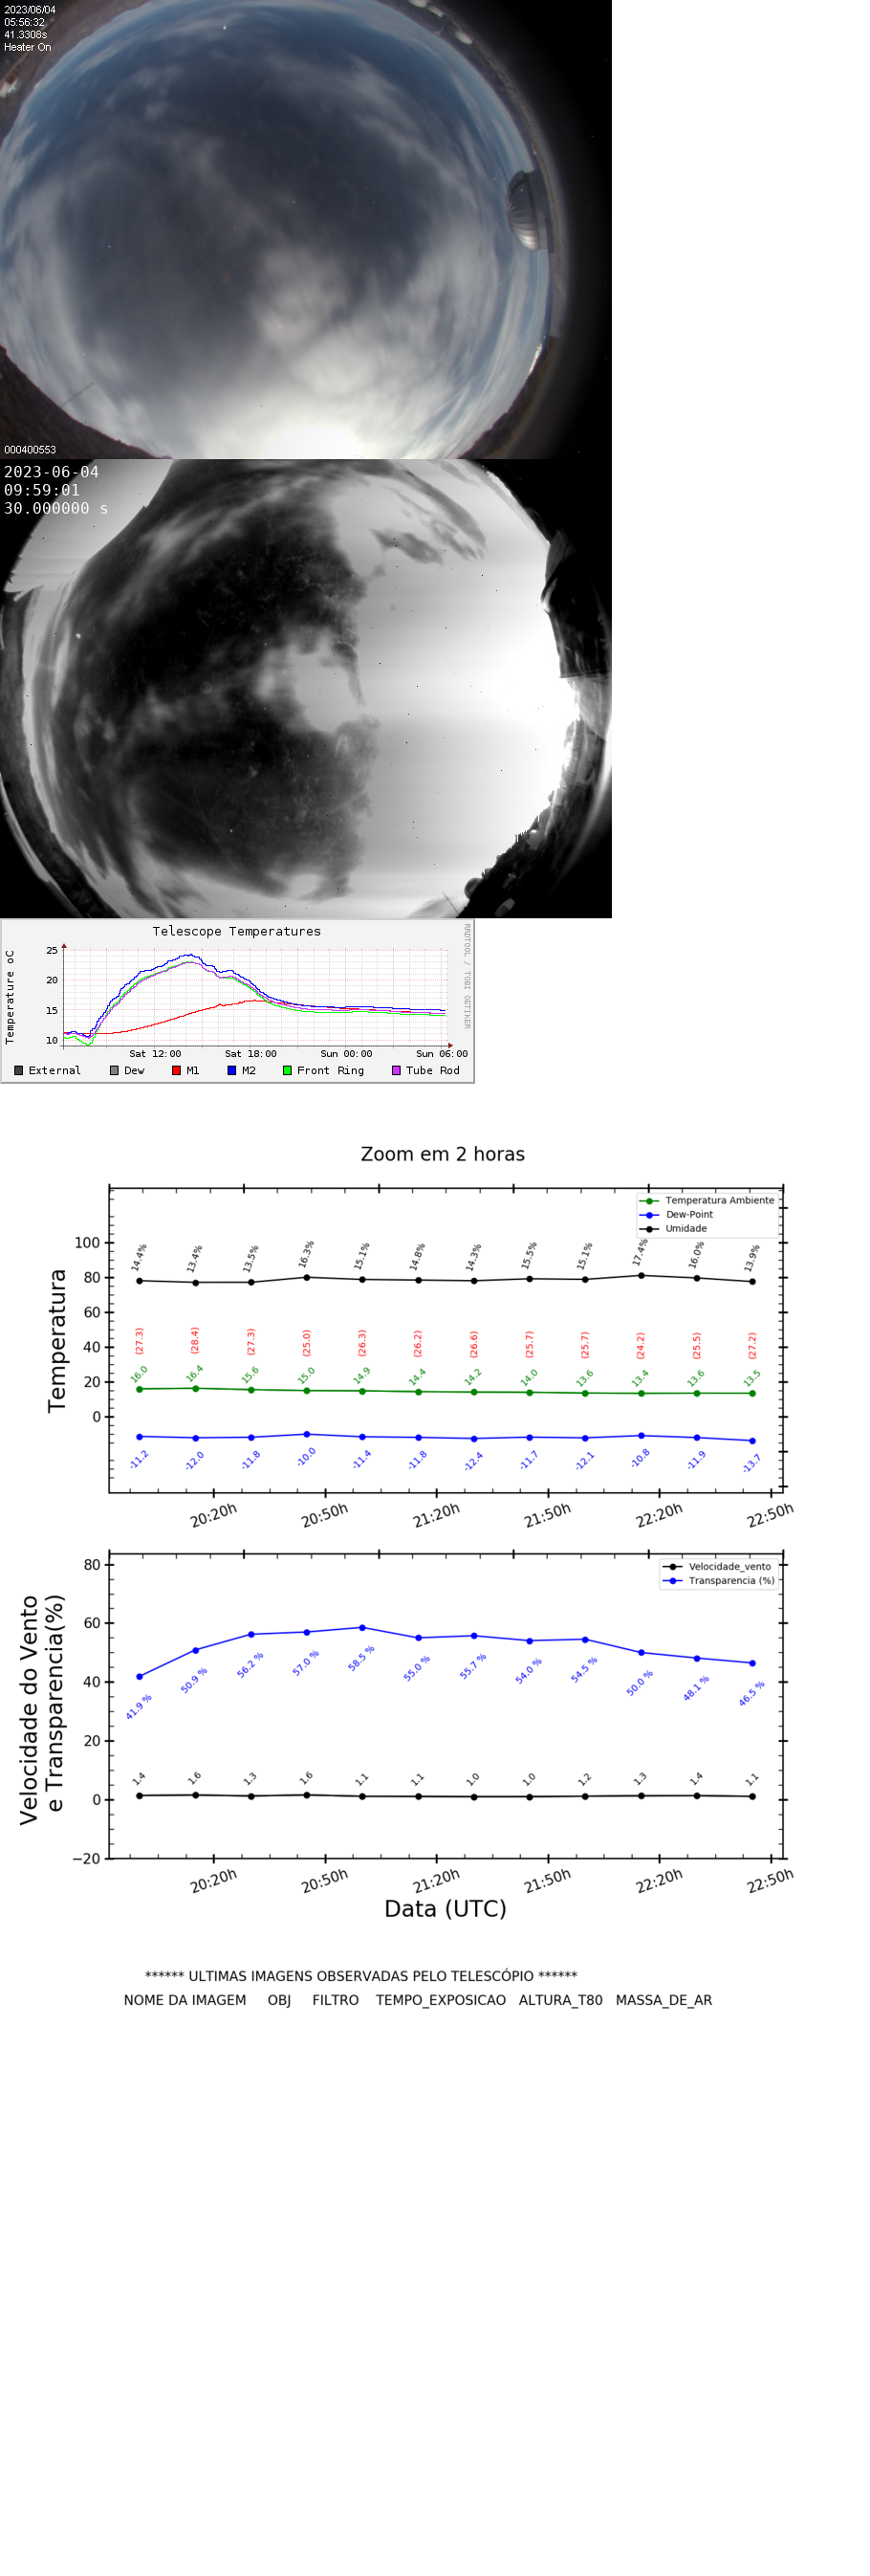 2023/06/04
05:56:32
41.3308s
Heater On
000400553
2023-06-04
09:59:01
30.000000 s
Telescope Temperatures
RRDTOOL / TOBI OETIKER
Temperature oC
25
20
15
10
Sat 12:00 Sat 18:00 Sun 00:00 Sun 06:00
External Dew M1 M2 Front Ring Tube Rod
Zoom em 2 horas
Temperatura
Temperatura Ambiente
Dew-Point
Umidade
100
80
60
40
20
0
14.4% 13.4% 13.5% 16.3% 15.1% 14.8% 14.3% 15.5% 15.1% 17.4% 16.0% 13.9%
(27.3) (28.4) (27.3) (25.0) (26.3) (26.2) (26.6) (25.7) (25.7) (24.2) (25.5) (27.2)
16.0 16.4 15.6 15.0 14.9 14.4 14.2 14.0 13.6 13.4 13.6 13.5
-11.2 -12.0 -11.8 -10.0 -11.4 -11.8 -12.4 -11.7 -12.1 -10.8 -11.9 -13.7
20:20h 20:50h 21:20h 21:50h 22:20h 22:50h
Velocidade do Vento
e Transparencia(%)
Velocidade_vento
Transparencia (%)
80
60
40
20
0
−20
41.9 % 50.9 % 56.2 % 57.0 % 58.5 % 55.0 % 55.7 % 54.0 % 54.5 % 50.0 % 48.1 % 46.5 %
1.4 1.6 1.3 1.6 1.1 1.1 1.0 1.0 1.2 1.3 1.4 1.1
20:20h 20:50h 21:20h 21:50h 22:20h 22:50h
Data (UTC)
****** ULTIMAS IMAGENS OBSERVADAS PELO TELESCÓPIO ******
NOME DA IMAGEM OBJ FILTRO TEMPO_EXPOSICAO ALTURA_T80 MASSA_DE_AR